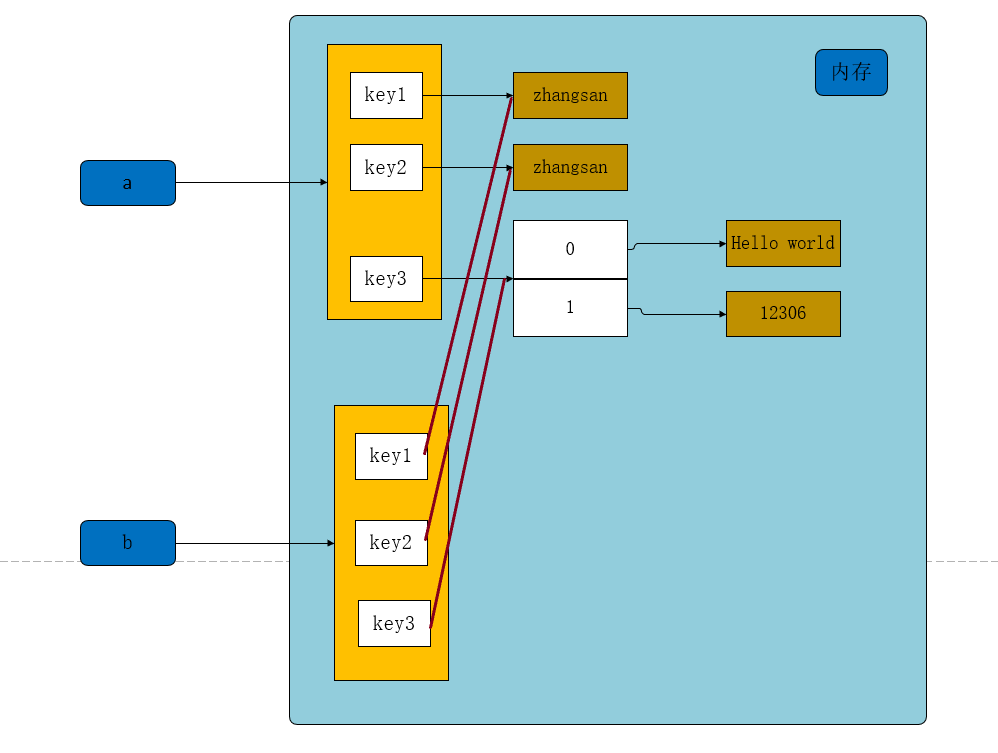 内存
key1
zhangsan
key2
zhangsan
a
0
Hello world
key3
1
12306
key1
b
key2
key3